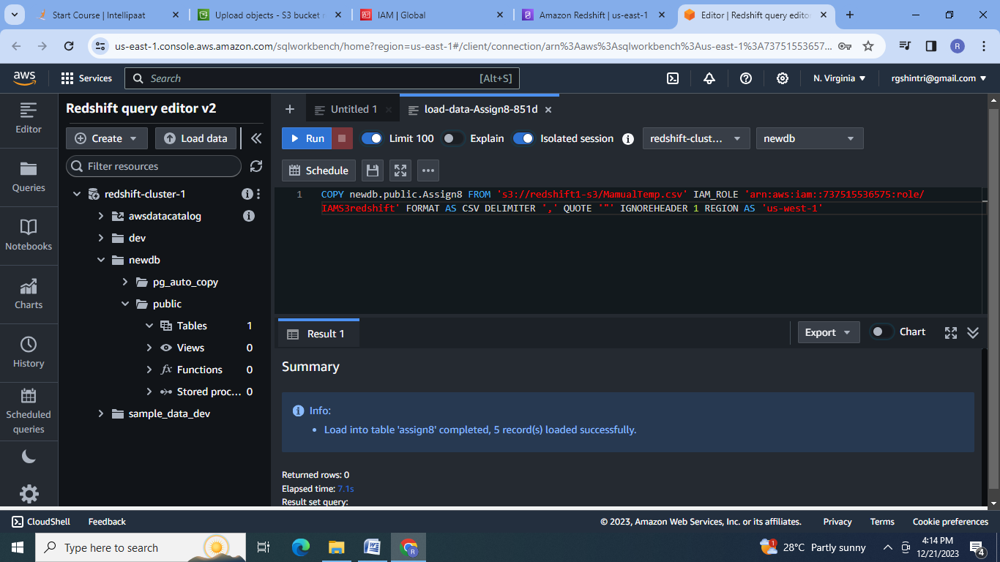 Start Course | Intellipaat
Upload objects - S3 bucket r
IAM | Global
Amazon Redshift | us-east-1
Editor | Redshift query editor
us-east-1.console.aws.amazon.com/sqlworkbench/home?region=us-east-1#/client/connection/arn%3Aaws%3Asqlworkbench%3Aus-east-1%3A73751553657...
R
aws
Services
Search
[Alt+S]
N. Virginia
rgshintri@gmail.com
Editor
Queries
Notebooks
Charts
History
Scheduled
queries
Redshift query editor v2
Create
Load data
Filter resources
redshift-cluster-1
awsdatacatalog
dev
newdb
pg_auto_copy
public
Tables 1
Views 0
Functions 0
Stored proc... 0
sample_data_dev
Untitled 1
load-data-Assign8-851d
Run
Limit 100
Explain
Isolated session
redshift-clust...
newdb
Schedule
1 COPY newdb.public.Assign8 FROM 's3://redshift1-s3/MamualTemp.csv' IAM_ROLE 'arn:aws:iam::737515536575:role/
IAMS3redshift' FORMAT AS CSV DELIMITER ',' QUOTE '"' IGNOREHEADER 1 REGION AS 'us-west-1'
Result 1
Export
Chart
Summary
Info:
• Load into table 'assign8' completed, 5 record(s) loaded successfully.
Returned rows: 0
Elapsed time: 7.1s
Result set query:
CloudShell
Feedback
© 2023, Amazon Web Services, Inc. or its affiliates.
Privacy
Terms
Cookie preferences
Type here to search
28°C Partly sunny
4:14 PM
12/21/2023
4